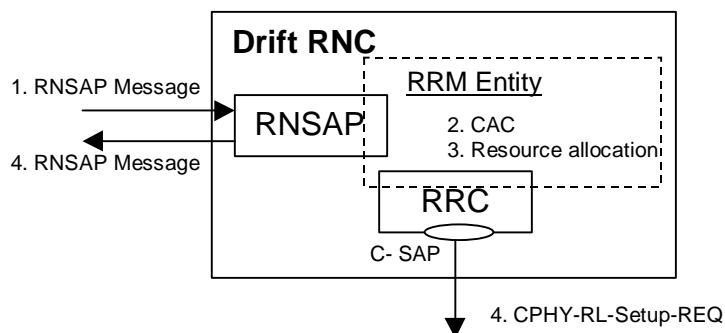 Drift RNC
RRM Entity
1. RNSAP Message
RNSAP
2. CAC
3. Resource allocation
4. RNSAP Message
RRC
C- SAP
4. CPHY-RL-Setup-REQ